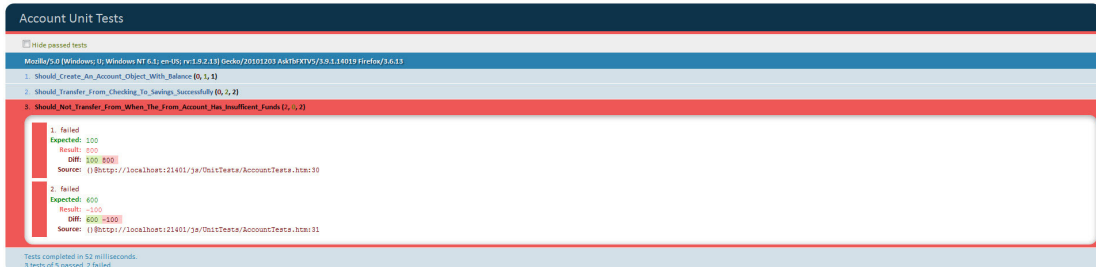 Account Unit Tests
Hide passed tests
Mozilla/5.0 (Windows; U; Windows NT 6.1; en-US; rv:1.9.2.13) Gecko/20101203 AskTbFXTV5/3.9.1.14019 Firefox/3.6.13
1. Should_Create_An_Account_Object_With_Balance (0, 1, 1)
2. Should_Transfer_From_Checking_To_Savings_Successfully (0, 2, 2)
3. Should_Not_Transfer_From_When_The_From_Account_Has_Insufficent_Funds (2, 0, 2)
1. failed
Expected: 100
Result: 800
Diff: 100 800
Source: ()@http://localhost:21401/js/UnitTests/AccountTests.htm:30
2. failed
Expected: 600
Result: -100
Diff: 600 -100
Source: ()@http://localhost:21401/js/UnitTests/AccountTests.htm:31
Tests completed in 52 milliseconds.
3 tests of 5 passed, 2 failed.